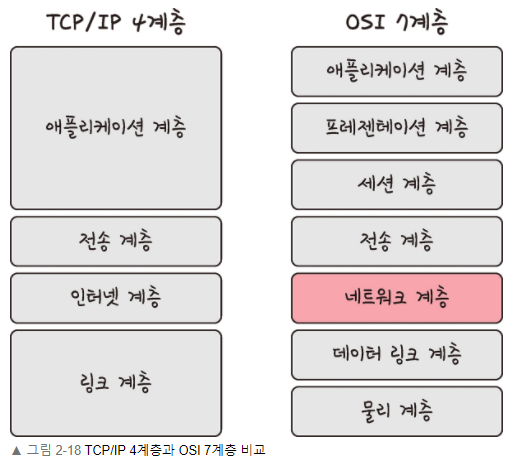 TCP/IP 4계층
애플리케이션 계층
전송 계층
인터넷 계층
링크 계층
OSI 7계층
애플리케이션 계층
프레젠테이션 계층
세션 계층
전송 계층
네트워크 계층
데이터 링크 계층
물리 계층
▲ 그림 2-18 TCP/IP 4계층과 OSI 7계층 비교